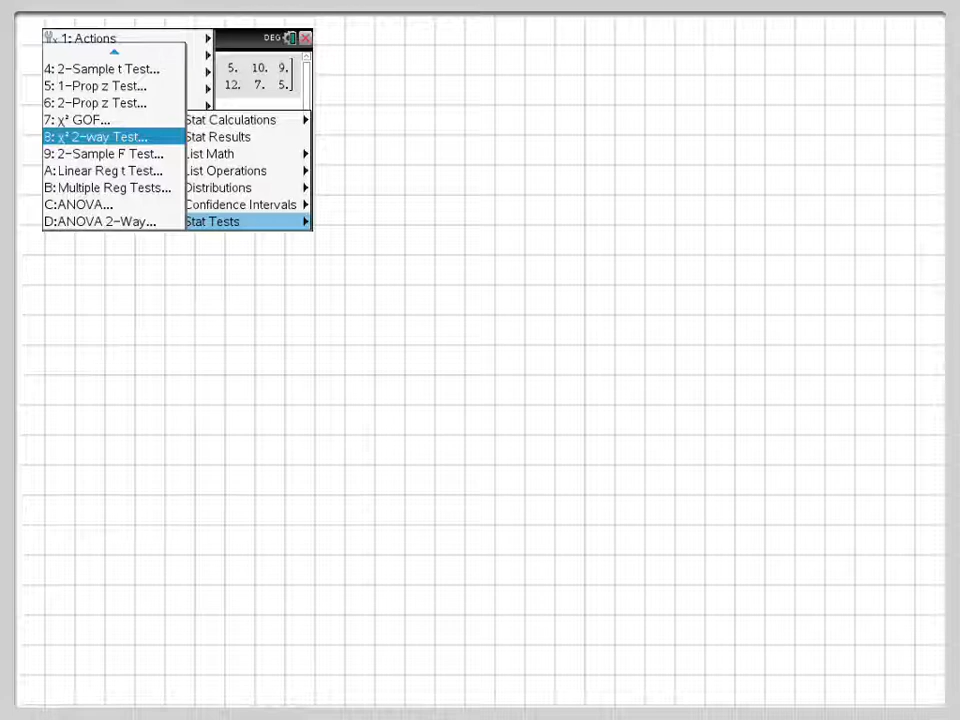 1: Actions
DEG
4: 2-Sample t Test...
5. 10. 9.
5: 1-Prop z Test...
12. 7. 5.
6: 2-Prop z Test...
7: χ² GOF...
Stat Calculations
8: χ² 2-way Test...
Stat Results
9: 2-Sample F Test...
List Math
A: Linear Reg t Test...
List Operations
B: Multiple Reg Tests...
Distributions
C: ANOVA...
Confidence Intervals
D: ANOVA 2-Way...
Stat Tests